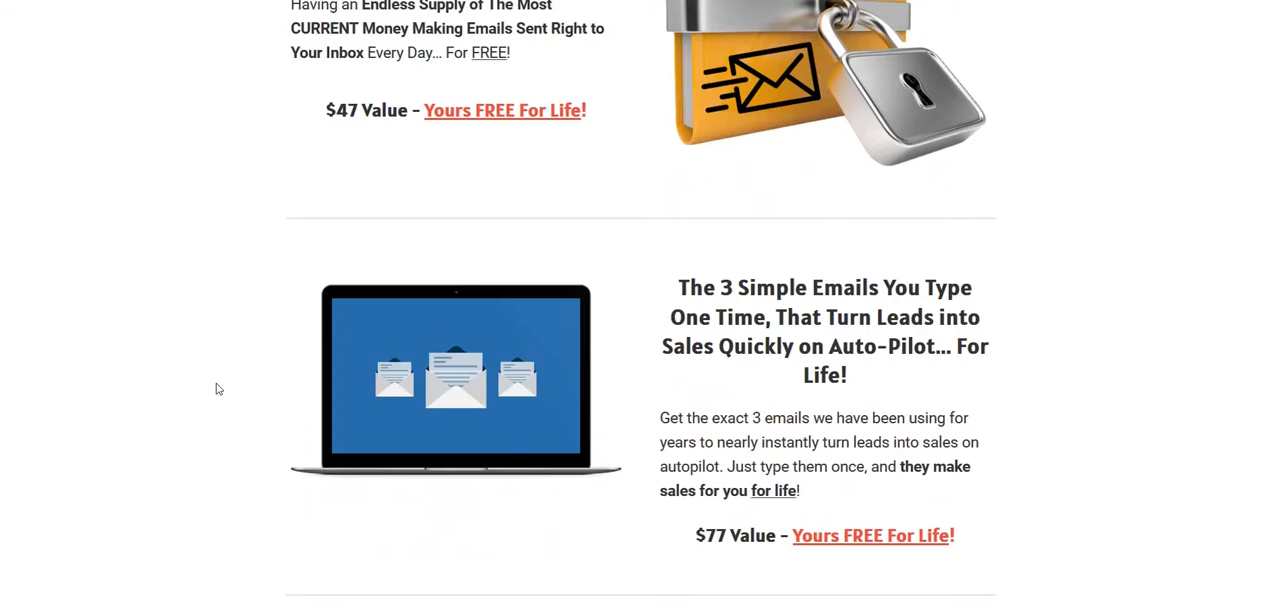 Having an Endless Supply of The Most
CURRENT Money Making Emails Sent Right to
Your Inbox Every Day... For FREE!
$47 Value - Yours FREE For Life!
The 3 Simple Emails You Type
One Time, That Turn Leads into
Sales Quickly on Auto-Pilot... For
Life!
Get the exact 3 emails we have been using for
years to nearly instantly turn leads into sales on
autopilot. Just type them once, and they make
sales for you for life!
$77 Value - Yours FREE For Life!